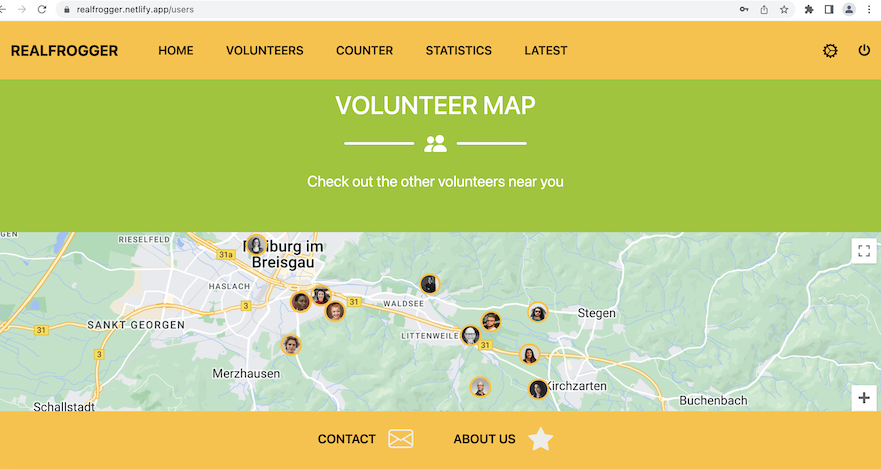 realfrogger.netlify.app/users
REALFROGGER HOME VOLUNTEERS COUNTER STATISTICS LATEST
VOLUNTEER MAP
Check out the other volunteers near you
GEN
RIESELFELD
31a
iburg im
Breisgau
HASLACH
3
31
WALDSEE
SANKT GEORGEN
31
LITTENWEILE
31
Stegen
3
Merzhausen
Kirchzarten
Buchenbach
Schallstadt
CONTACT ABOUT US